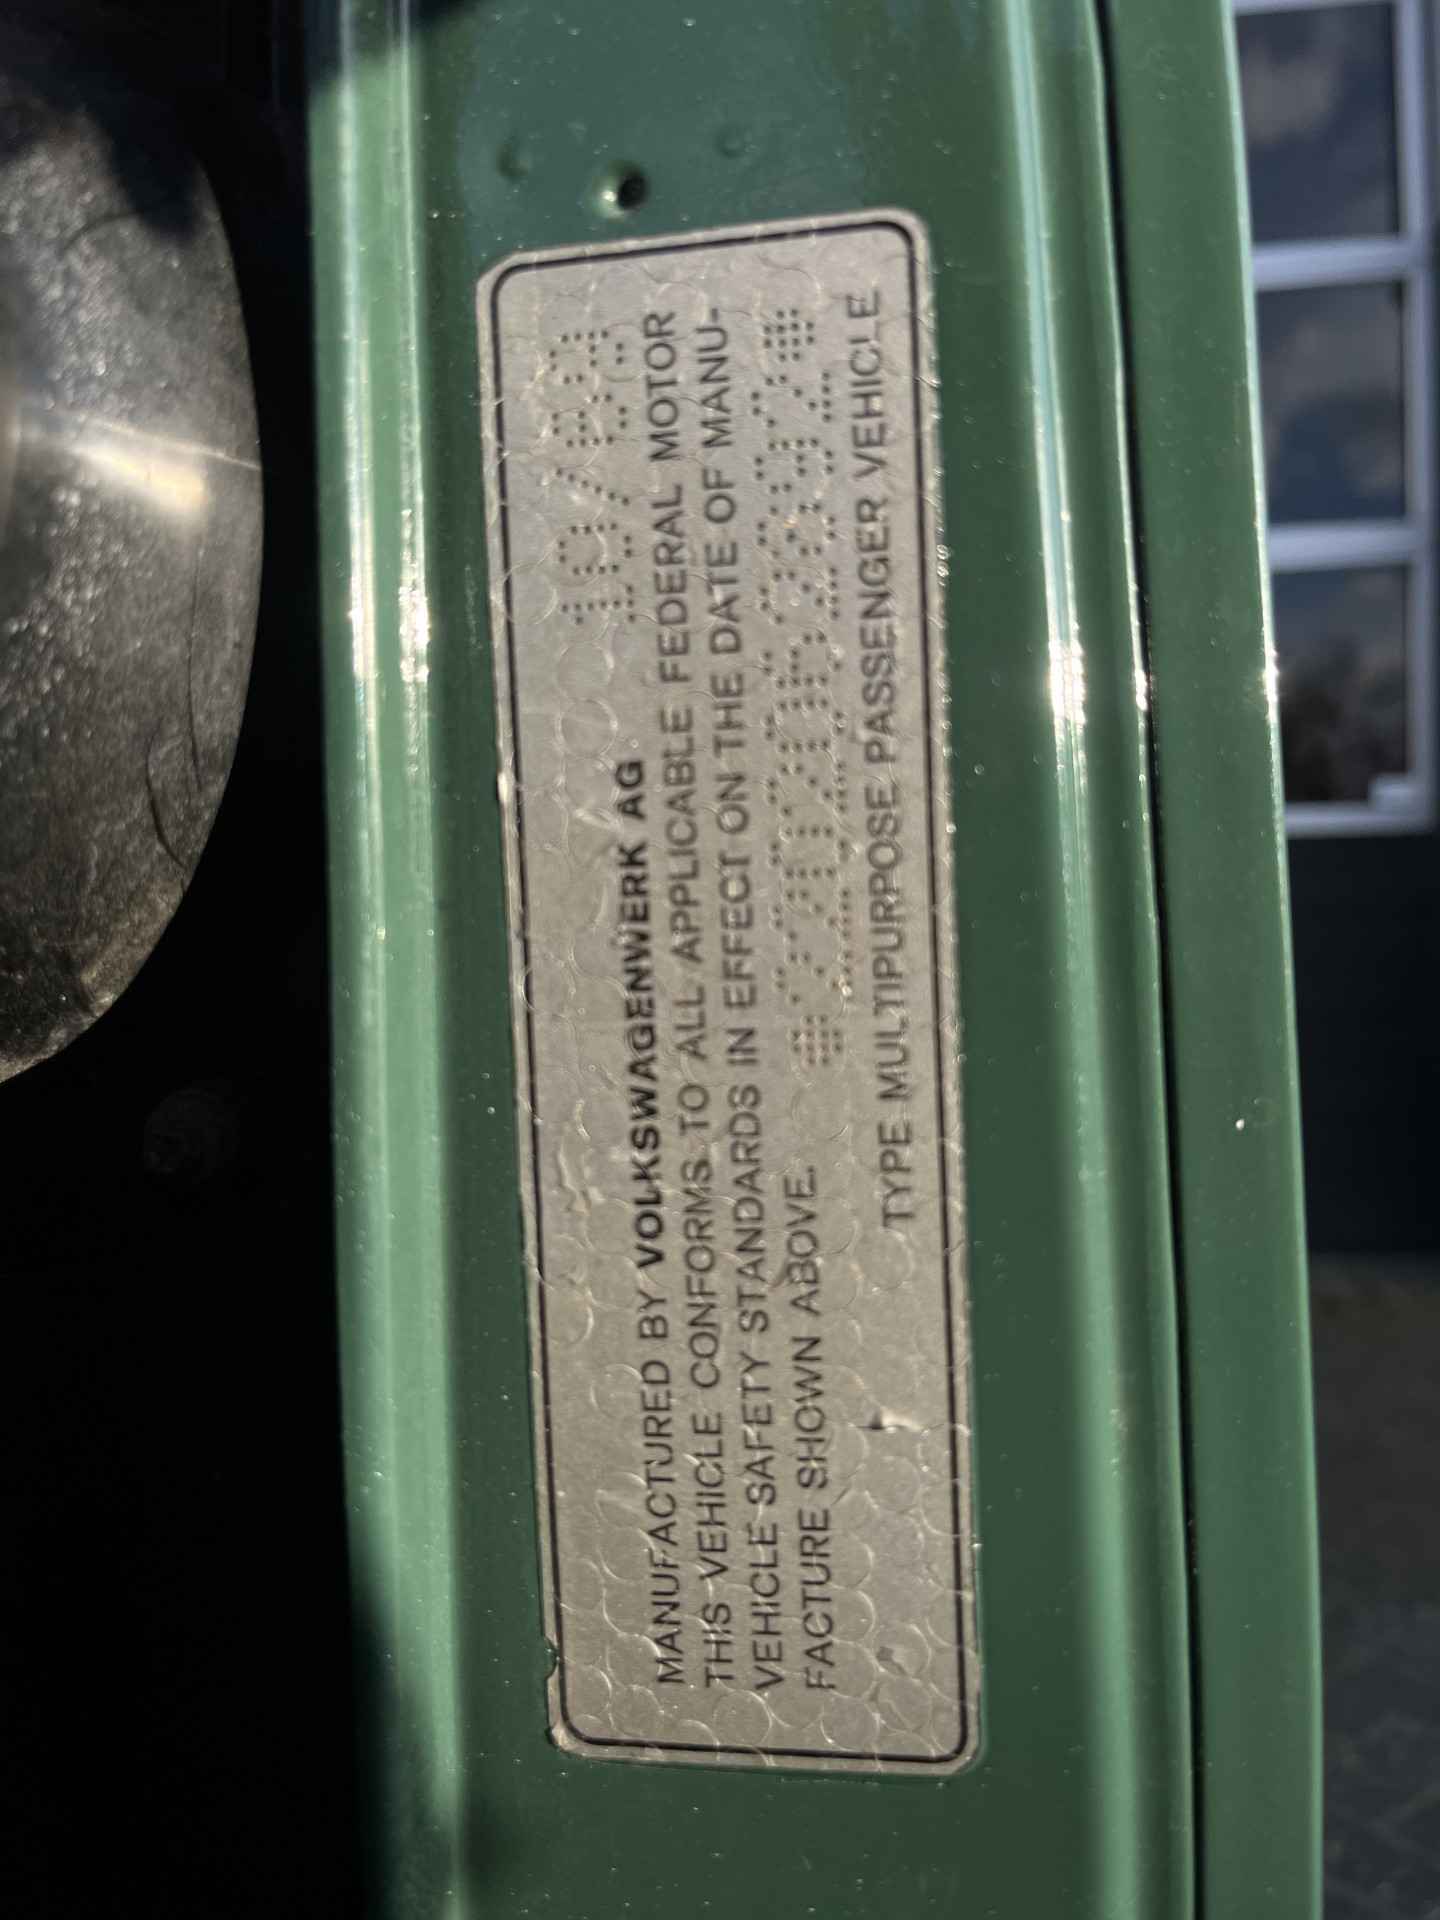 MANUFACTURED BY VOLKSWAGENWERK AG
THIS VEHICLE CONFORMS TO ALL APPLICABLE FEDERAL MOTOR
VEHICLE SAFETY STANDARDS IN EFFECT ON THE DATE OF MANU-
FACTURE SHOWN ABOVE.
TYPE MULTIPURPOSE PASSENGER VEHICLE